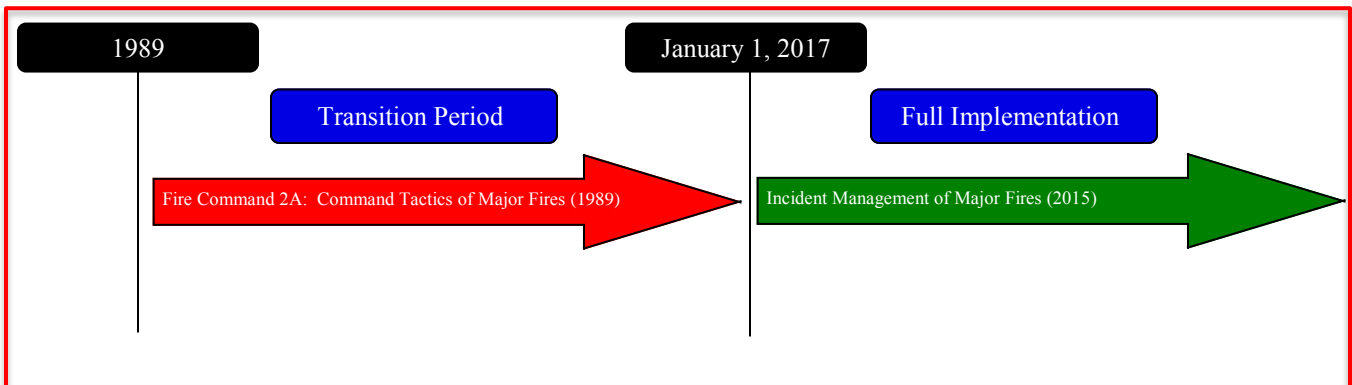 1989
January 1, 2017
Transition Period
Full Implementation
Fire Command 2A:  Command Tactics of Major Fires (1989)
Incident Management of Major Fires (2015)